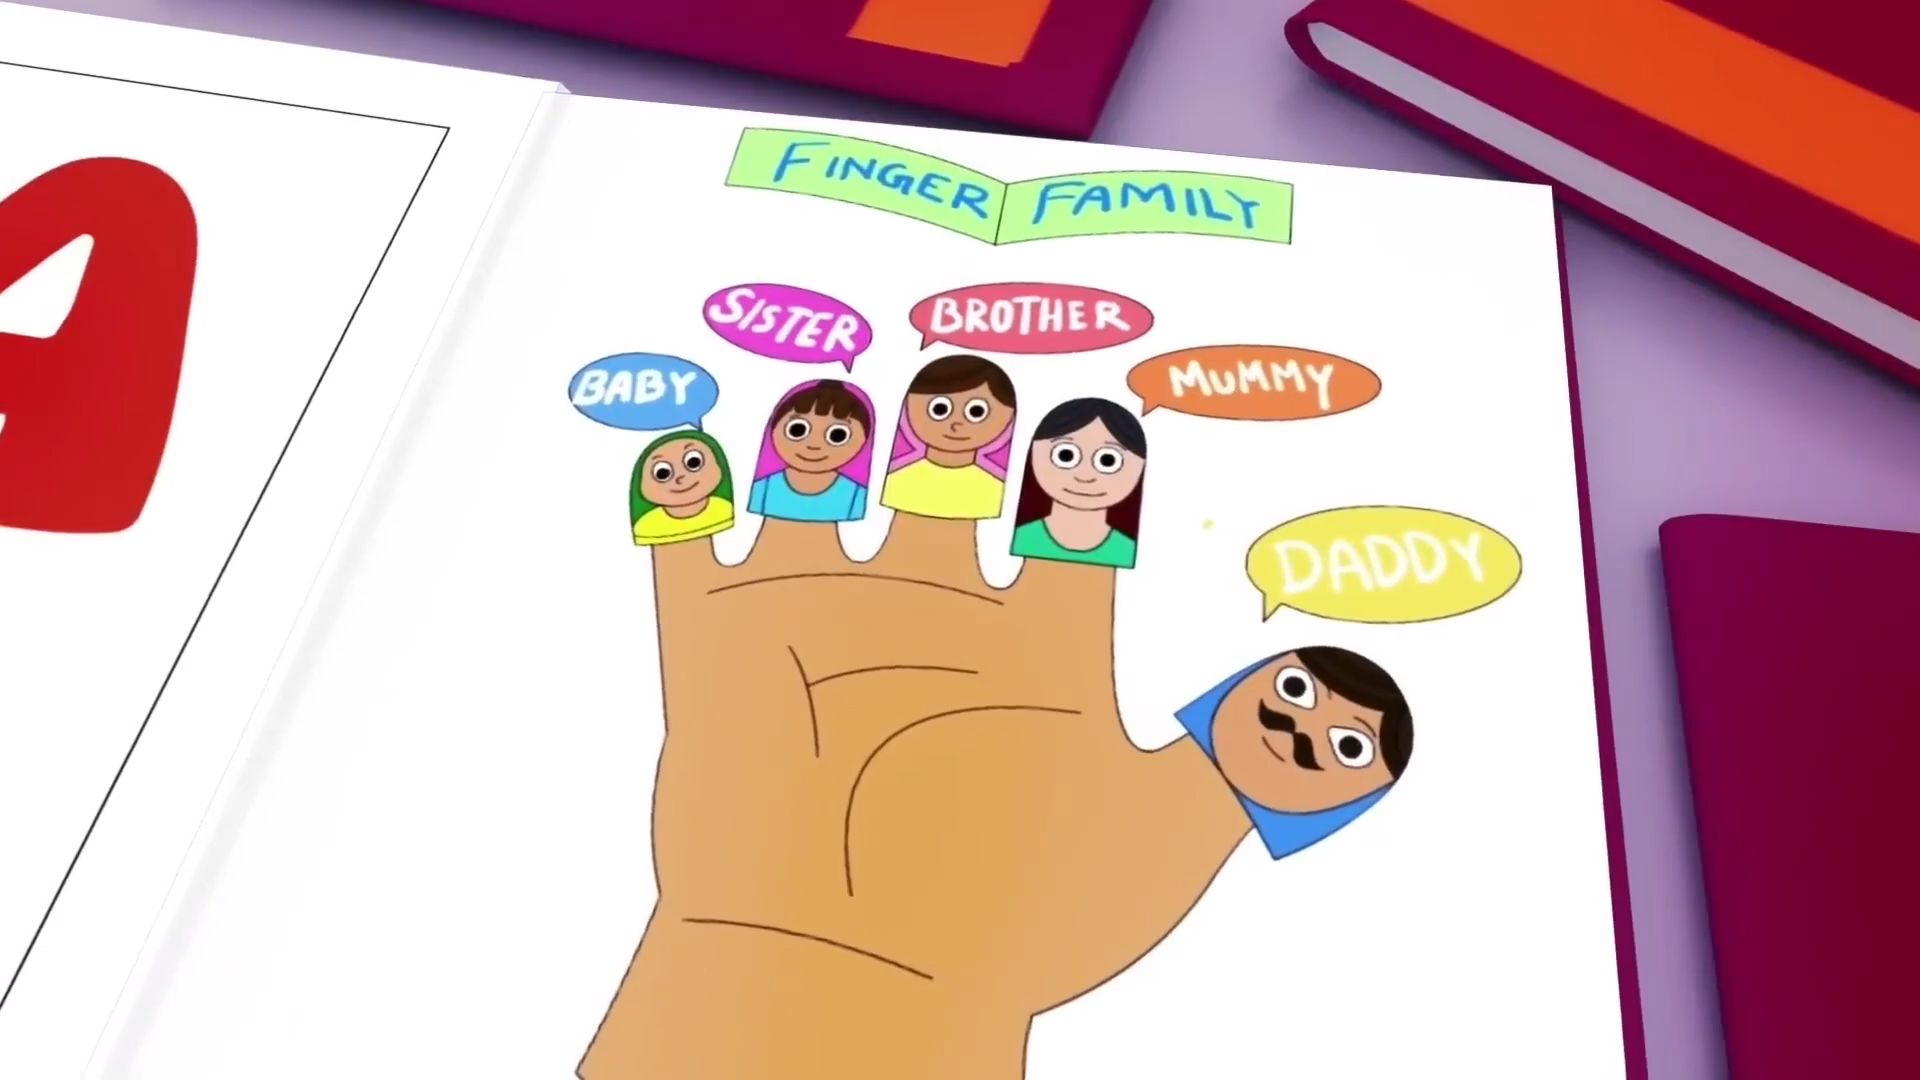 A
FINGER FAMILY
SISTER
BROTHER
BABY
MUMMY
DADDY